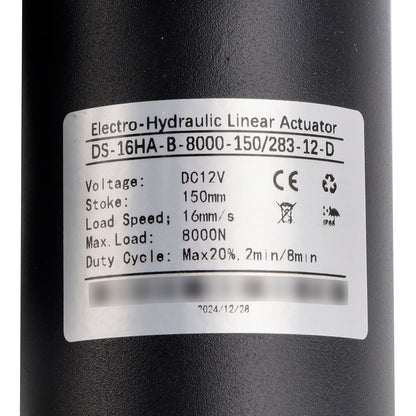 Electro-Hydraulic Linear Actuator
DS-16HA-B-8000-150/283-12-D
Voltage: DC12V
Stoke: 150mm
Load Speed; 16mm/s
Max. Load: 8000N
Duty Cycle: Max20%, 2min/8min
CE
IP66
2024/12/28